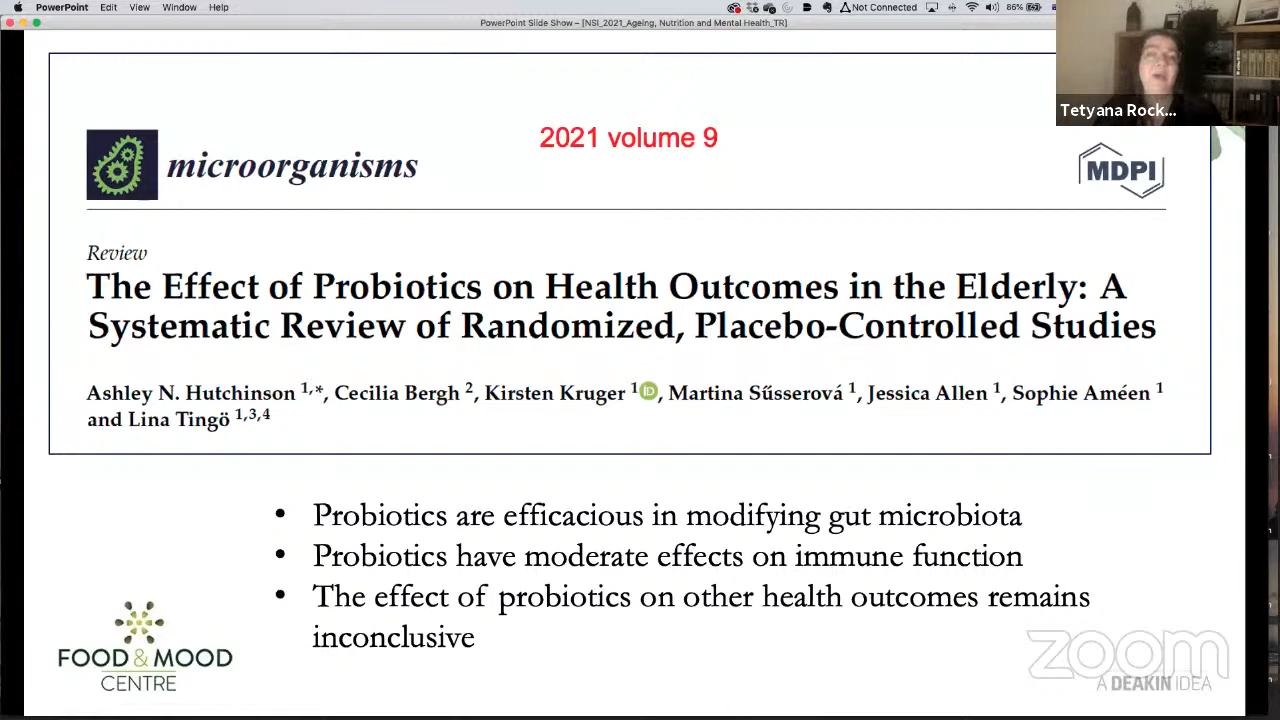 PowerPoint Edit View Window Help
Not Connected 86%
PowerPoint Slide Show - [NSI_2021_Ageing, Nutrition and Mental Health_TR]
Tetyana Rock...
2021 volume 9
microorganisms
MDPI
Review
The Effect of Probiotics on Health Outcomes in the Elderly: A
Systematic Review of Randomized, Placebo-Controlled Studies
Ashley N. Hutchinson 1,*, Cecilia Bergh 2, Kirsten Kruger 1 iD, Martina Sűsserová 1, Jessica Allen 1, Sophie Améen 1
and Lina Tingö 1,3,4
• Probiotics are efficacious in modifying gut microbiota
• Probiotics have moderate effects on immune function
• The effect of probiotics on other health outcomes remains
inconclusive
FOOD & MOOD
CENTRE
zoom
A DEAKIN IDEA